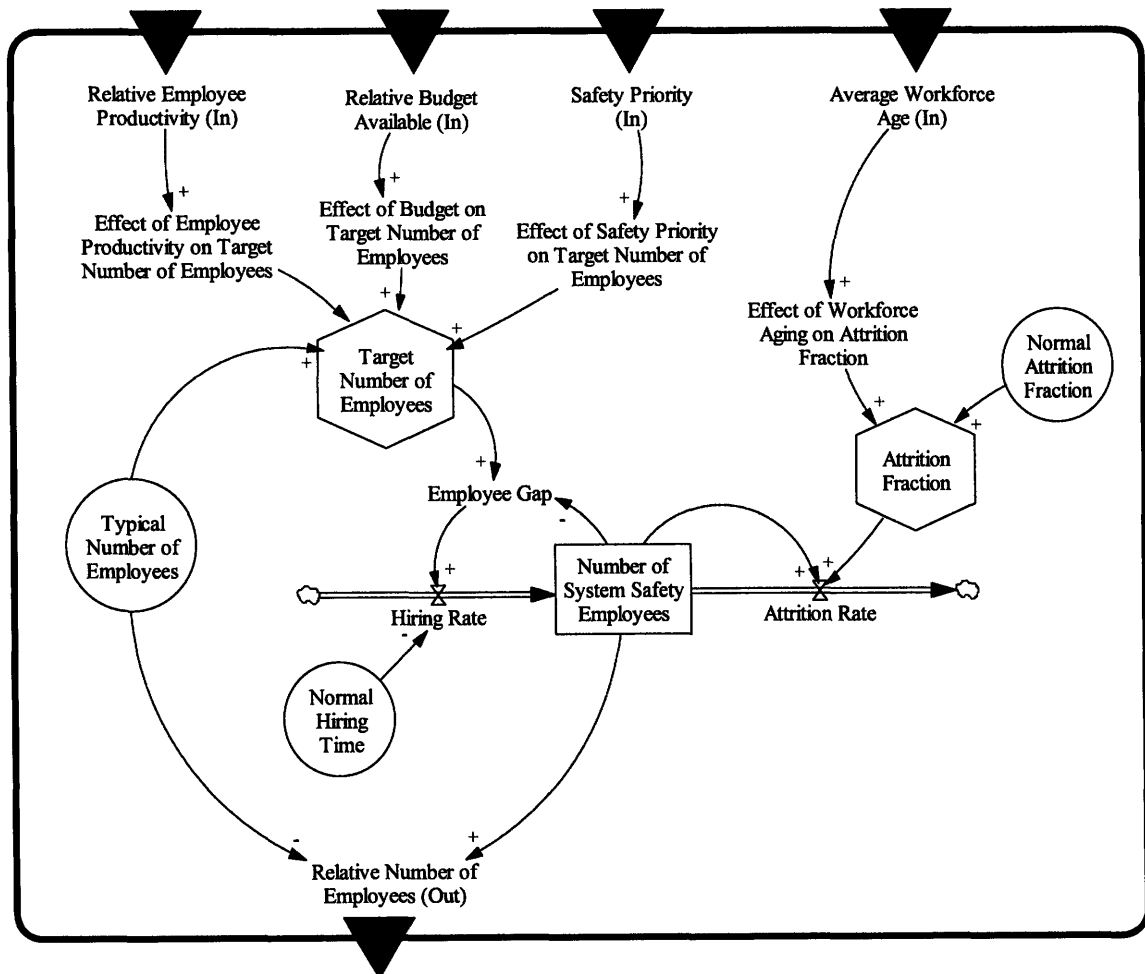 Relative Employee
Productivity (In)
Relative Budget
Available (In)
Safety Priority
(In)
Average Workforce
Age (In)
+
+
+
Effect of Employee
Productivity on Target
Number of Employees
Effect of Budget on
Target Number of
Employees
Effect of Safety Priority
on Target Number of
Employees
+
Effect of Workforce
Aging on Attrition
Fraction
Normal
Attrition
Fraction
+
+
+
Target
Number of
Employees
+
+
Attrition
Fraction
+
Employee Gap
-
Typical
Number of
Employees
+
Hiring Rate
-
Number of
System Safety
Employees
+
+
Attrition Rate
Normal
Hiring
Time
-
+
Relative Number of
Employees (Out)